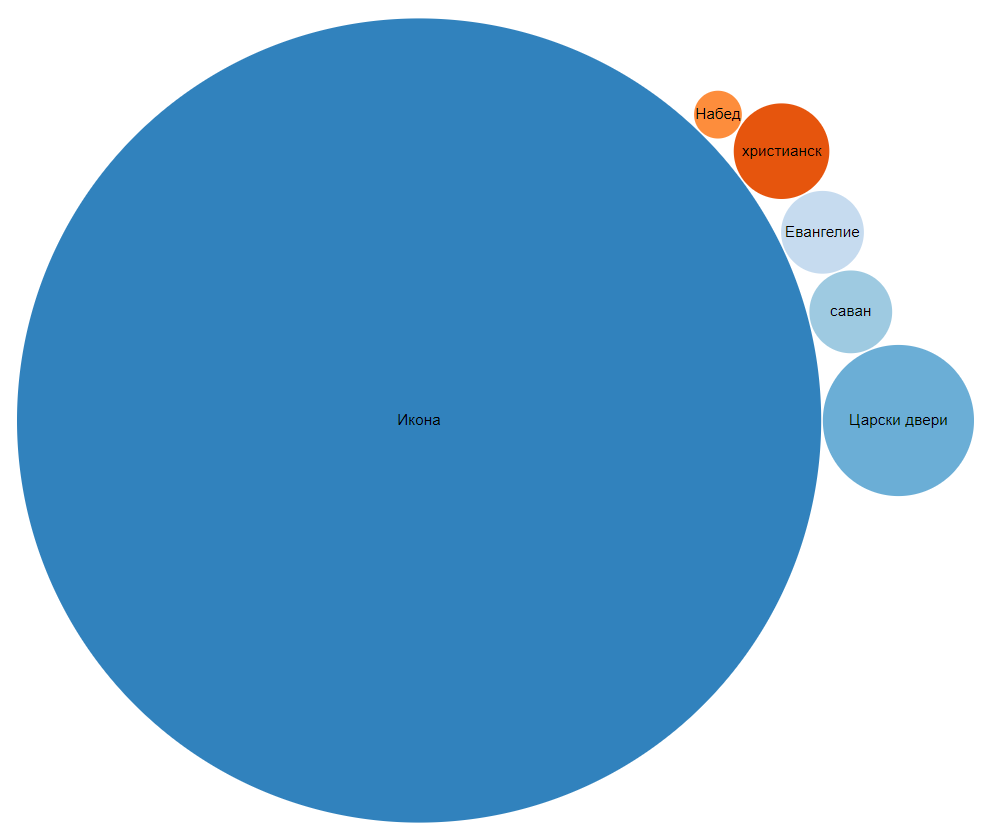 Набед
христианск
Евангелие
саван
Икона
Царски двери